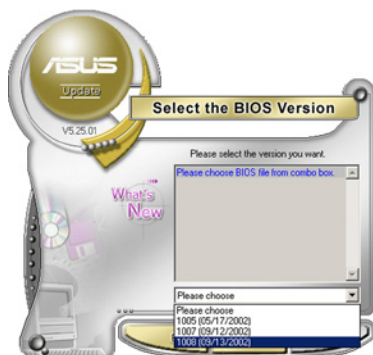 ASUS
Update
V5.25.01
Select the BIOS Version
Please select the version you want.
What's
New
Please choose BIOS file from combo box.
Please choose
Please choose
1005 (05/17/2002)
1007 (09/12/2002)
1008 (09/13/2002)